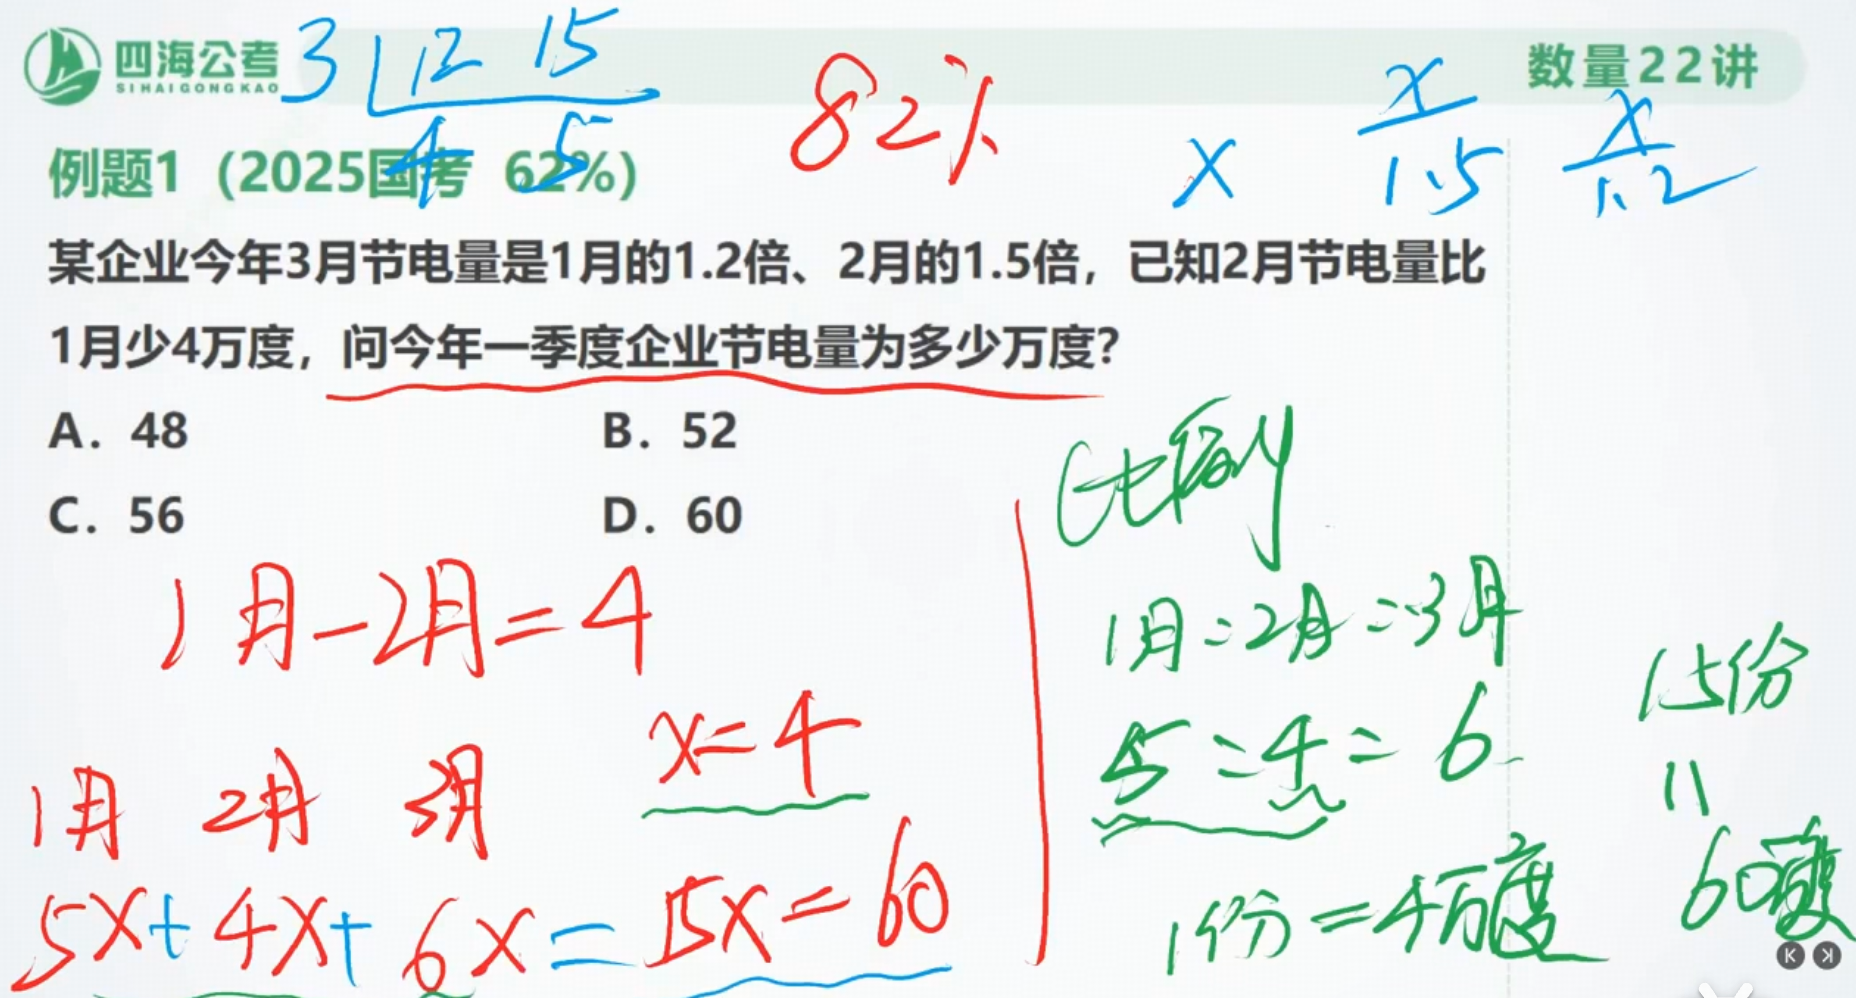 四海公考
SIHAIGONGKAO
3 12 15
4 5
82%
x x/1.5 x/1.2
数量22讲
例题1（2025国考 62%）
某企业今年3月节电量是1月的1.2倍、2月的1.5倍，已知2月节电量比
1月少4万度，问今年一季度企业节电量为多少万度？
A. 48
B. 52
C. 56
D. 60
1月-2月=4
x=4
1月 2月 3月
5x+4x+6x=15x=60
比例
1月:2月:3月
5:4:6
1份=4万度
15份
11
60万度